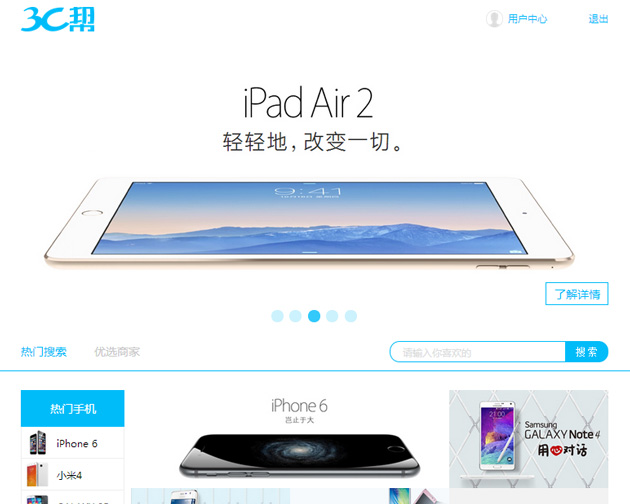 3C帮
用户中心
退出
iPad Air 2
轻轻地，改变一切。
9:41
了解详情
热门搜索
优选商家
请输入你喜欢的
搜 索
热门手机
iPhone 6
岂止于大
Samsung
GALAXY Note 4
用心对话
iPhone 6
小米4